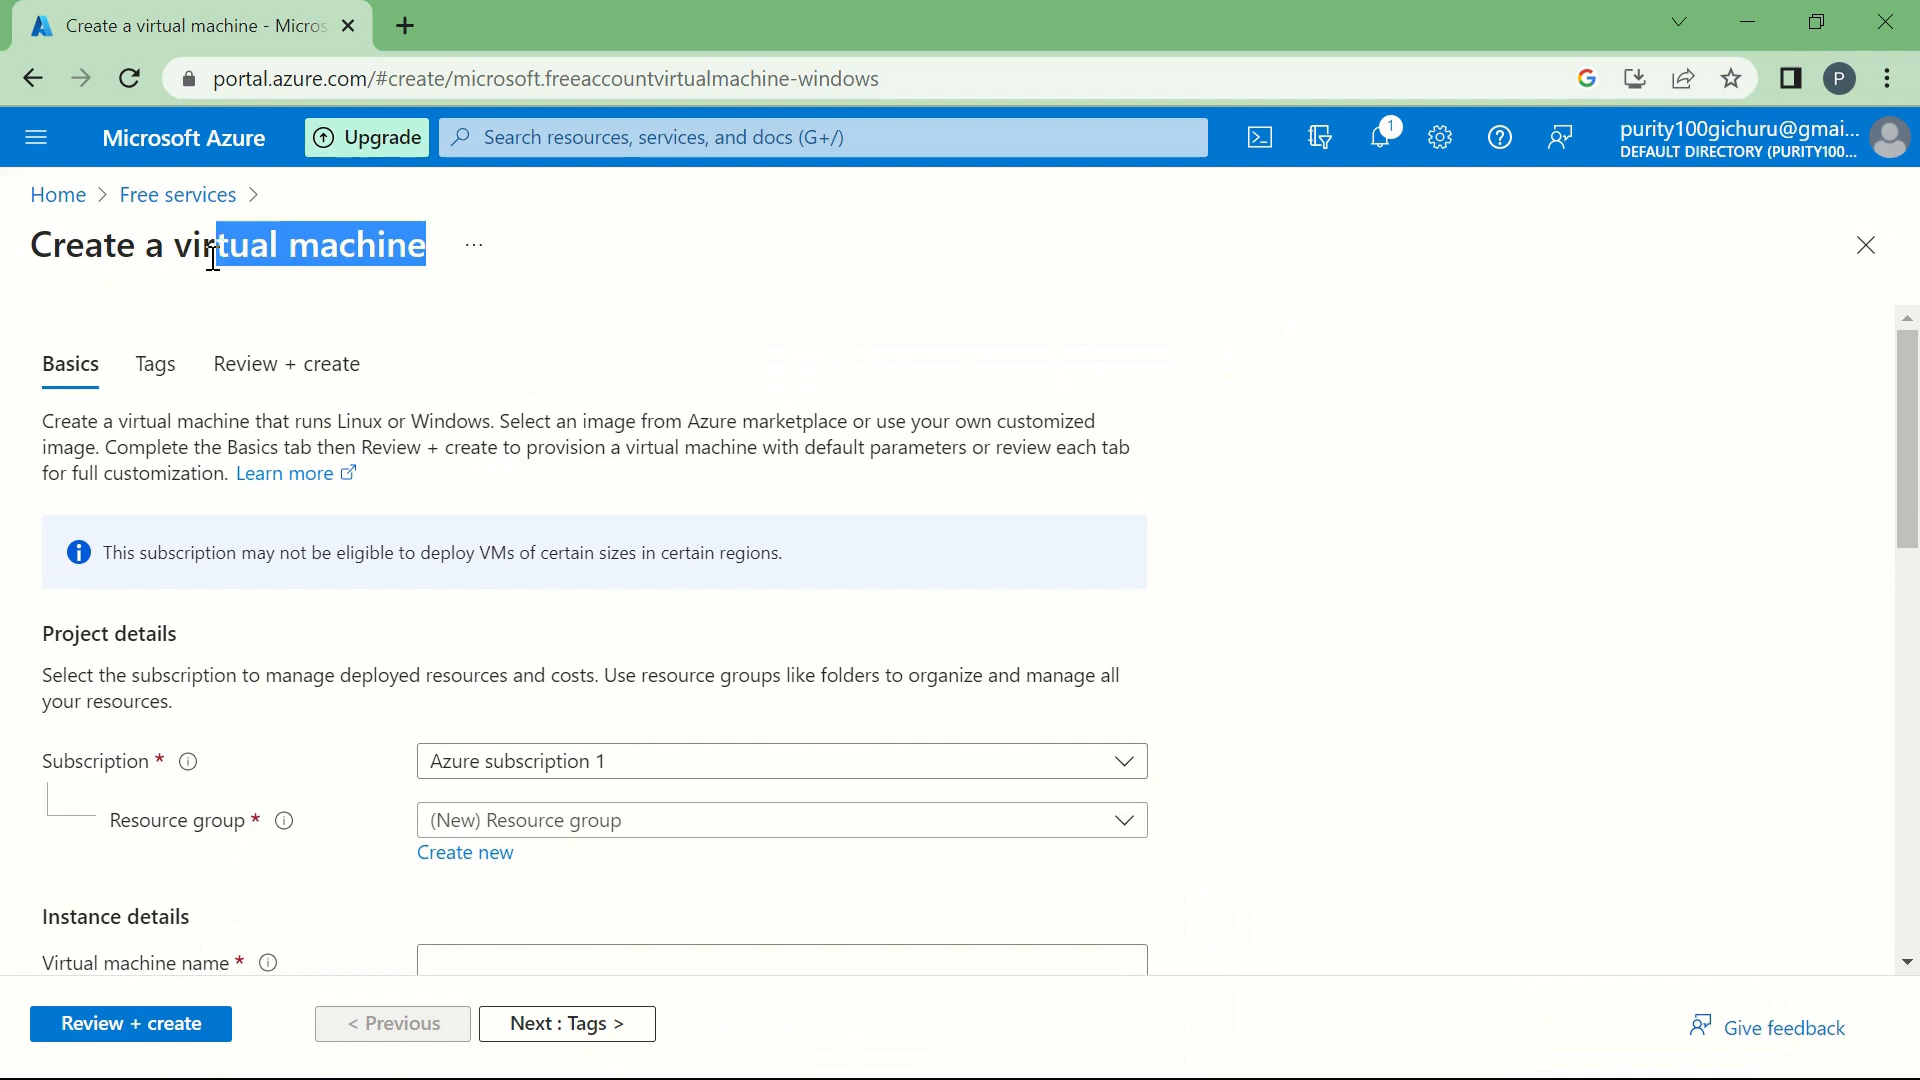 Create a virtual machine - Micros
portal.azure.com/#create/microsoft.freeaccountvirtualmachine-windows
G
P
Microsoft Azure
Upgrade
Search resources, services, and docs (G+/)
1
purity100gichuru@gmai...
DEFAULT DIRECTORY (PURITY100...
Home > Free services >
Create a virtual machine ...
Basics
Tags
Review + create
Create a virtual machine that runs Linux or Windows. Select an image from Azure marketplace or use your own customized
image. Complete the Basics tab then Review + create to provision a virtual machine with default parameters or review each tab
for full customization. Learn more
This subscription may not be eligible to deploy VMs of certain sizes in certain regions.
Project details
Select the subscription to manage deployed resources and costs. Use resource groups like folders to organize and manage all
your resources.
Subscription *
Azure subscription 1
Resource group *
(New) Resource group
Create new
Instance details
Virtual machine name *
Review + create
< Previous
Next : Tags >
Give feedback